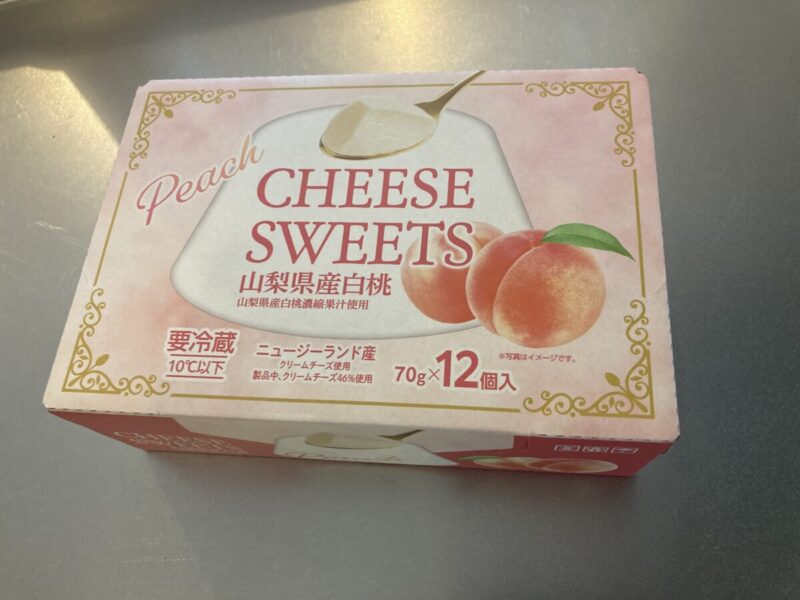 Peach
CHEESE
SWEETS
山梨県産白桃
山梨県産白桃濃縮果汁使用
要冷蔵
10℃以下
ニュージーランド産
クリームチーズ使用
製品中、クリームチーズ46%使用
70g×12個入
※写真はイメージです。
CHEESE
SWEETS
Peach